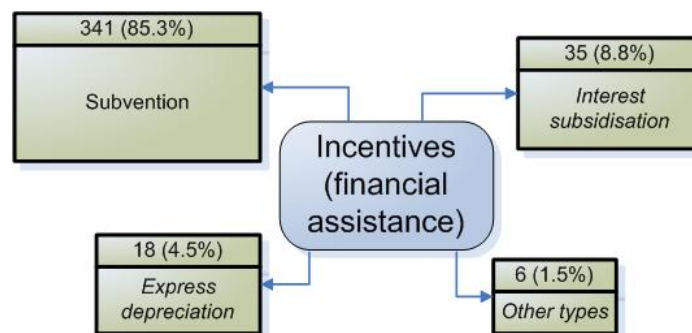 341 (85.3%)
Subvention
35 (8.8%)
Interest
subsidisation
Incentives
(financial
assistance)
18 (4.5%)
Express
depreciation
6 (1.5%)
Other types